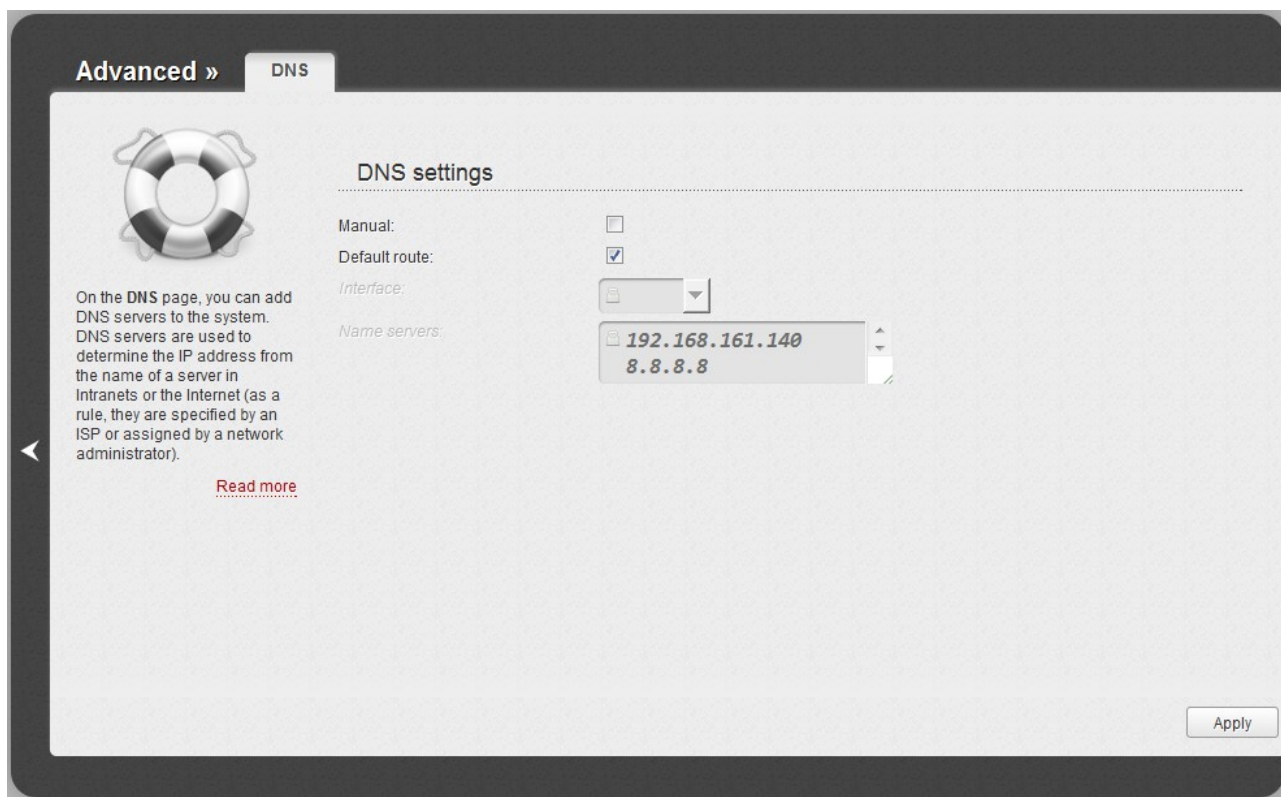 Advanced »
DNS
On the DNS page, you can add
DNS servers to the system.
DNS servers are used to
determine the IP address from
the name of a server in
Intranets or the Internet (as a
rule, they are specified by an
ISP or assigned by a network
administrator).
Read more
DNS settings
Manual:
Default route:
Interface:
Name servers:
192.168.161.140
8.8.8.8
Apply